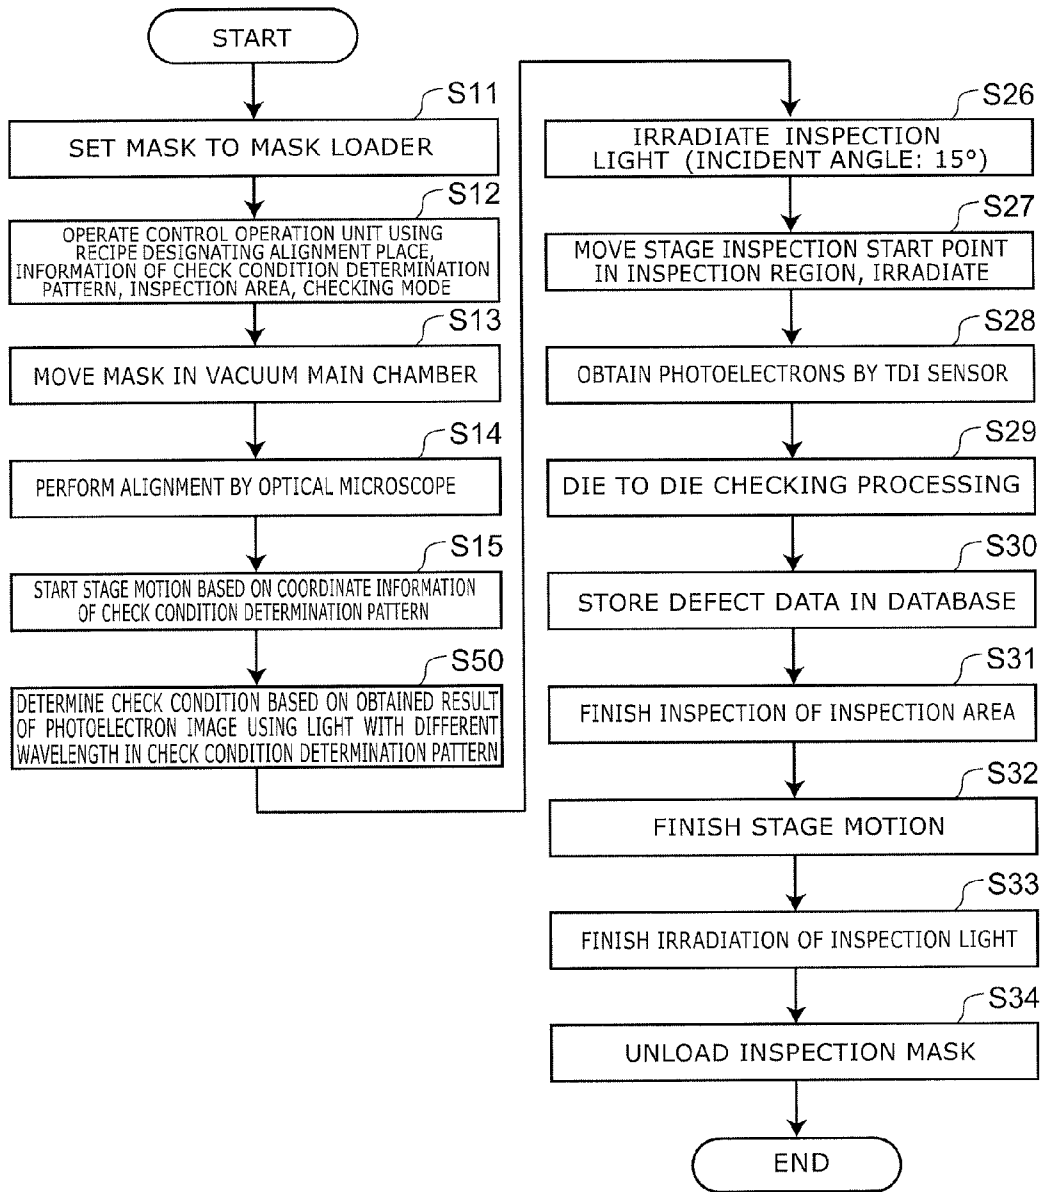 START
S11
SET MASK TO MASK LOADER
S12
OPERATE CONTROL OPERATION UNIT USING
RECIPE DESIGNATING ALIGNMENT PLACE,
INFORMATION OF CHECK CONDITION DETERMINATION
PATTERN, INSPECTION AREA, CHECKING MODE
S13
MOVE MASK IN VACUUM MAIN CHAMBER
S14
PERFORM ALIGNMENT BY OPTICAL MICROSCOPE
S15
START STAGE MOTION BASED ON COORDINATE INFORMATION
OF CHECK CONDITION DETERMINATION PATTERN
S50
DETERMINE CHECK CONDITION BASED ON OBTAINED RESULT
OF PHOTOELECTRON IMAGE USING LIGHT WITH DIFFERENT
WAVELENGTH IN CHECK CONDITION DETERMINATION PATTERN
S26
IRRADIATE INSPECTION
LIGHT (INCIDENT ANGLE: 15°)
S27
MOVE STAGE INSPECTION START POINT
IN INSPECTION REGION, IRRADIATE
S28
OBTAIN PHOTOELECTRONS BY TDI SENSOR
S29
DIE TO DIE CHECKING PROCESSING
S30
STORE DEFECT DATA IN DATABASE
S31
FINISH INSPECTION OF INSPECTION AREA
S32
FINISH STAGE MOTION
S33
FINISH IRRADIATION OF INSPECTION LIGHT
S34
UNLOAD INSPECTION MASK
END